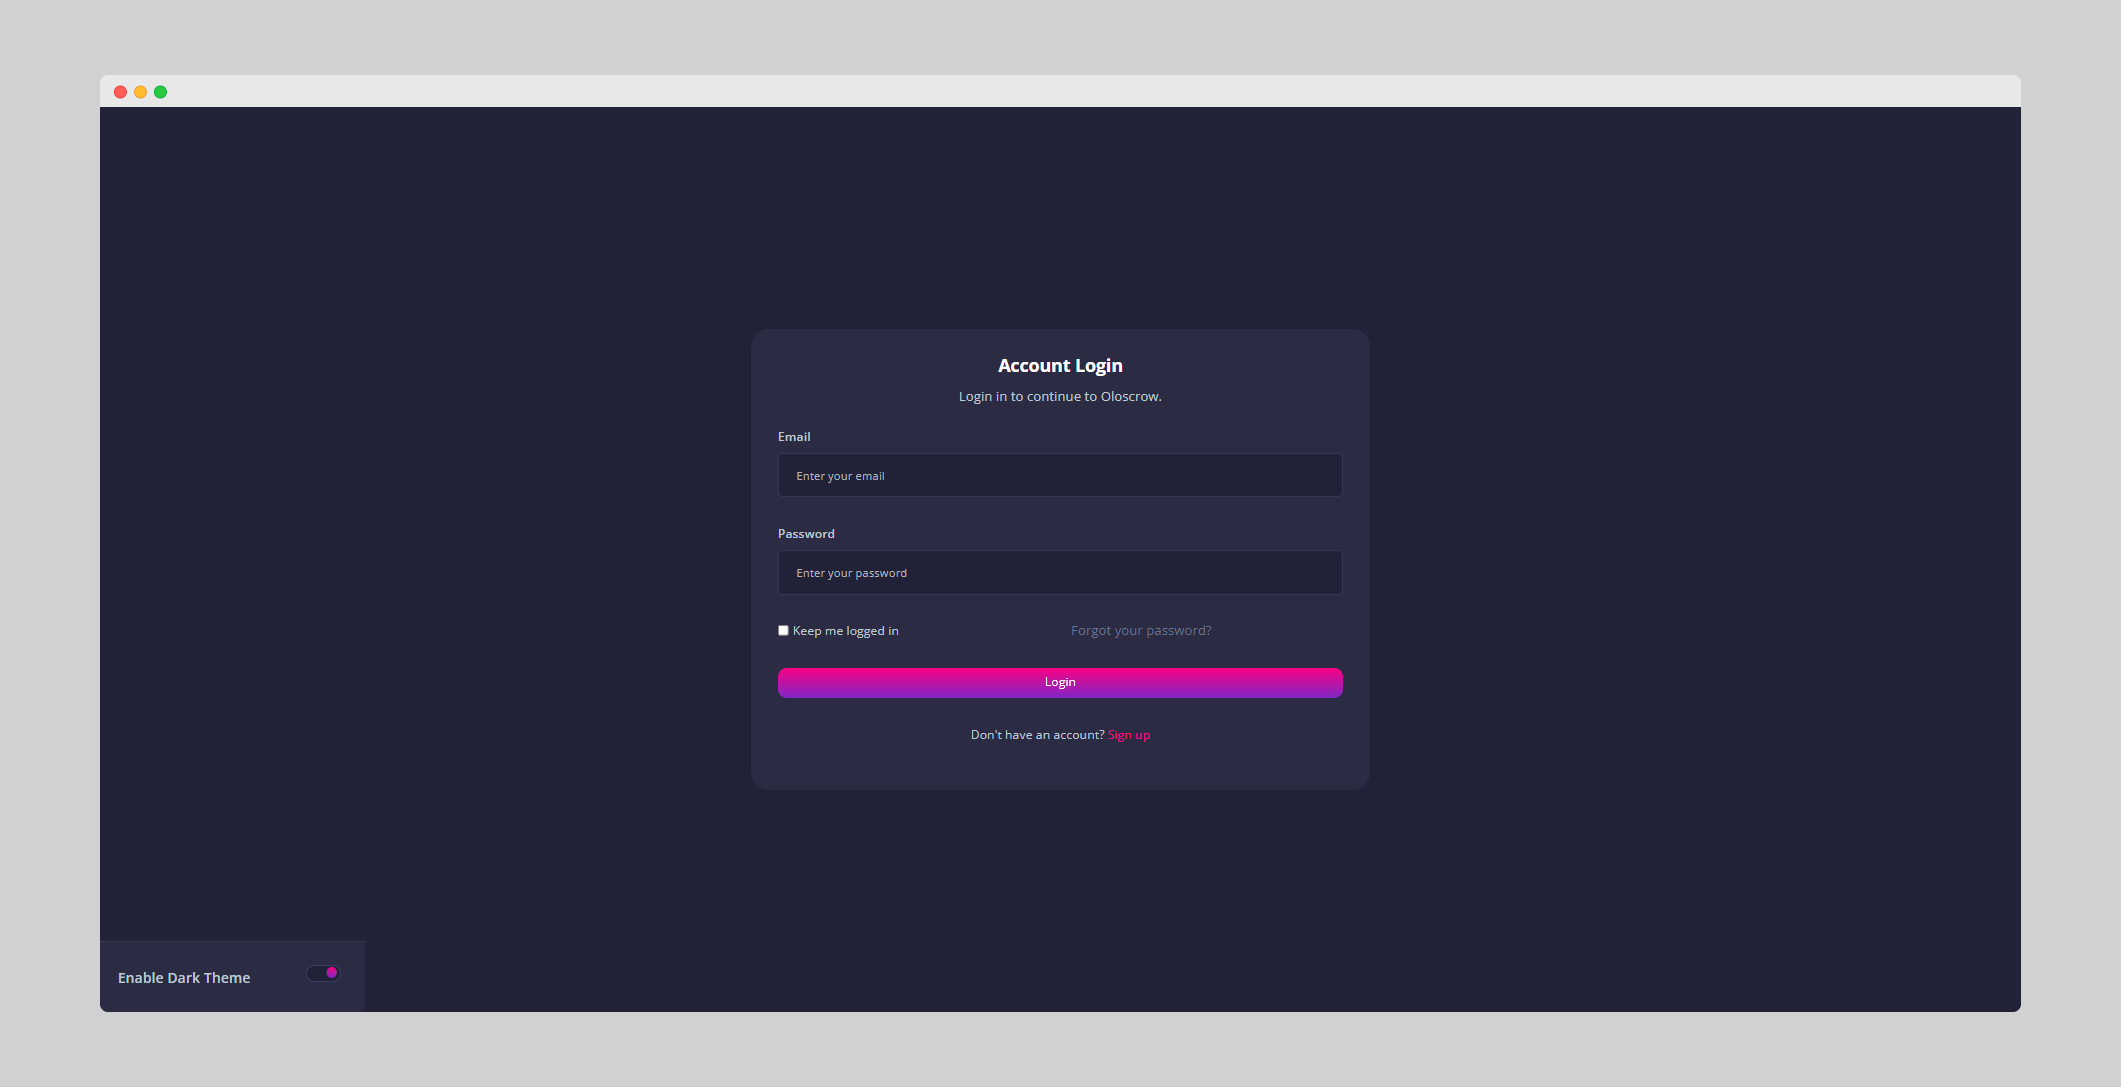 Account Login
Login in to continue to Oloscrow.
Email
Enter your email
Password
Enter your password
Keep me logged in
Forgot your password?
Login
Don't have an account? Sign up
Enable Dark Theme